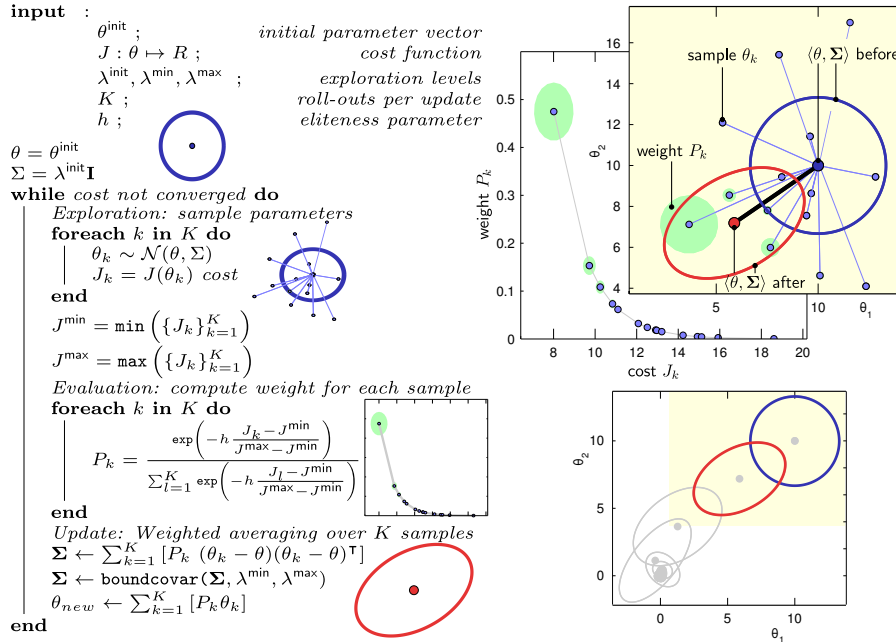 input :
θ^init ; initial parameter vector
J : θ ↦ R ; cost function
λ^init, λ^min, λ^max ; exploration levels
K ; roll-outs per update
h ; eliteness parameter
θ = θ^init
Σ = λ^init I
while cost not converged do
Exploration: sample parameters
foreach k in K do
θ_k ∼ N(θ, Σ)
J_k = J(θ_k) cost
end
J^min = min ({J_k}_{k=1}^K)
J^max = max ({J_k}_{k=1}^K)
Evaluation: compute weight for each sample
foreach k in K do
P_k = exp(−h (J_k − J^min)/(J^max − J^min)) / ∑_{l=1}^K exp(−h (J_l − J^min)/(J^max − J^min))
end
Update: Weighted averaging over K samples
Σ ← ∑_{k=1}^K [P_k (θ_k − θ)(θ_k − θ)^T]
Σ ← boundcovar(Σ, λ^min, λ^max)
θ_new ← ∑_{k=1}^K [P_k θ_k]
end
weight P_k
0.5
0.4
0.3
0.2
0.1
0
8 10 12 14 16 18 20
cost J_k
θ_2
16
14
12
10
8
6
4
5 10
θ_1
sample θ_k
⟨θ, Σ⟩ before
weight P_k
⟨θ, Σ⟩ after
θ_2
10
5
0
0 5 10
θ_1